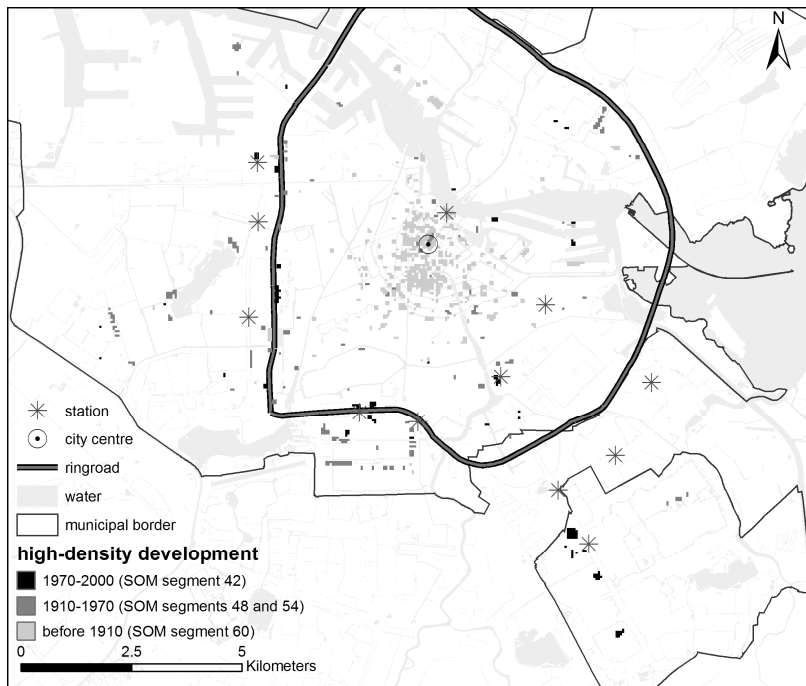 N
station
city centre
ringroad
water
municipal border
high-density development
1970-2000 (SOM segment 42)
1910-1970 (SOM segments 48 and 54)
before 1910 (SOM segment 60)
0 2.5 5
Kilometers